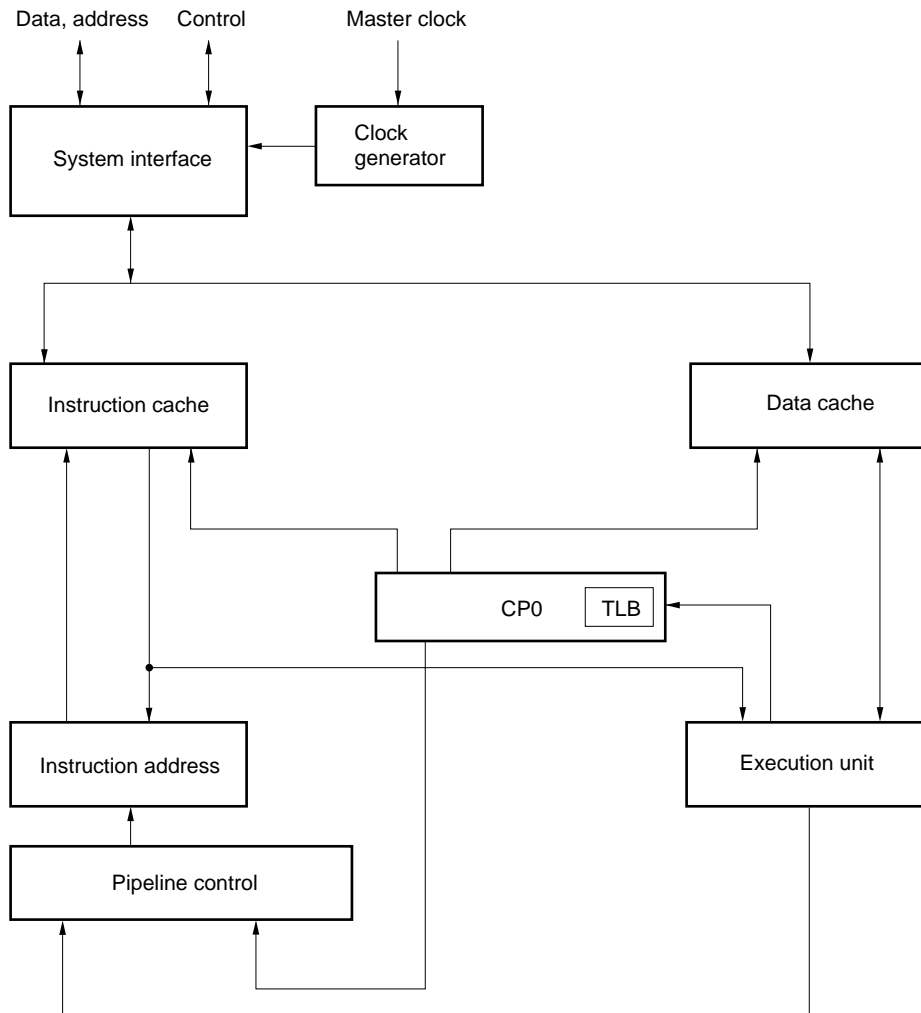 Data, address
Control
Master clock
System interface
Clock
generator
Instruction cache
Data cache
CP0
TLB
Instruction address
Execution unit
Pipeline control